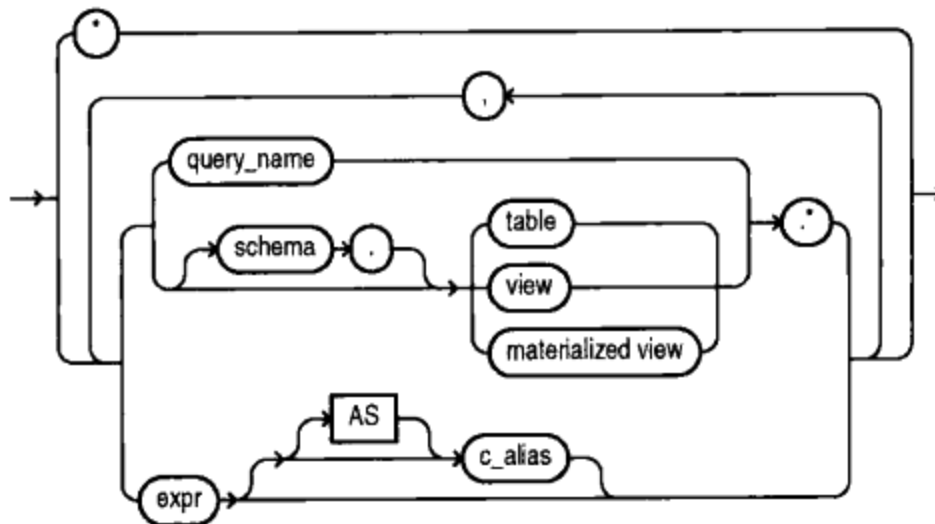 *
,
query_name
schema .
table
.*
view
materialized view
AS
c_alias
expr